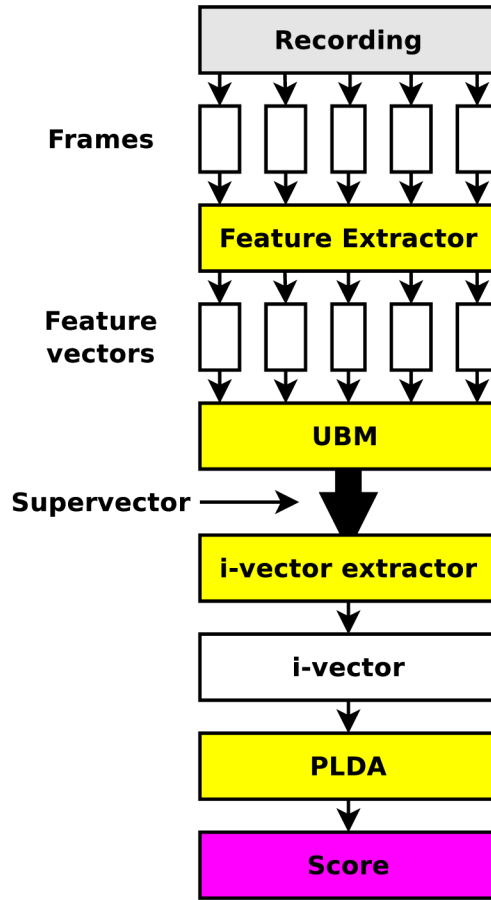 Recording
Frames
Feature Extractor
Feature
vectors
UBM
Supervector
i-vector extractor
i-vector
PLDA
Score